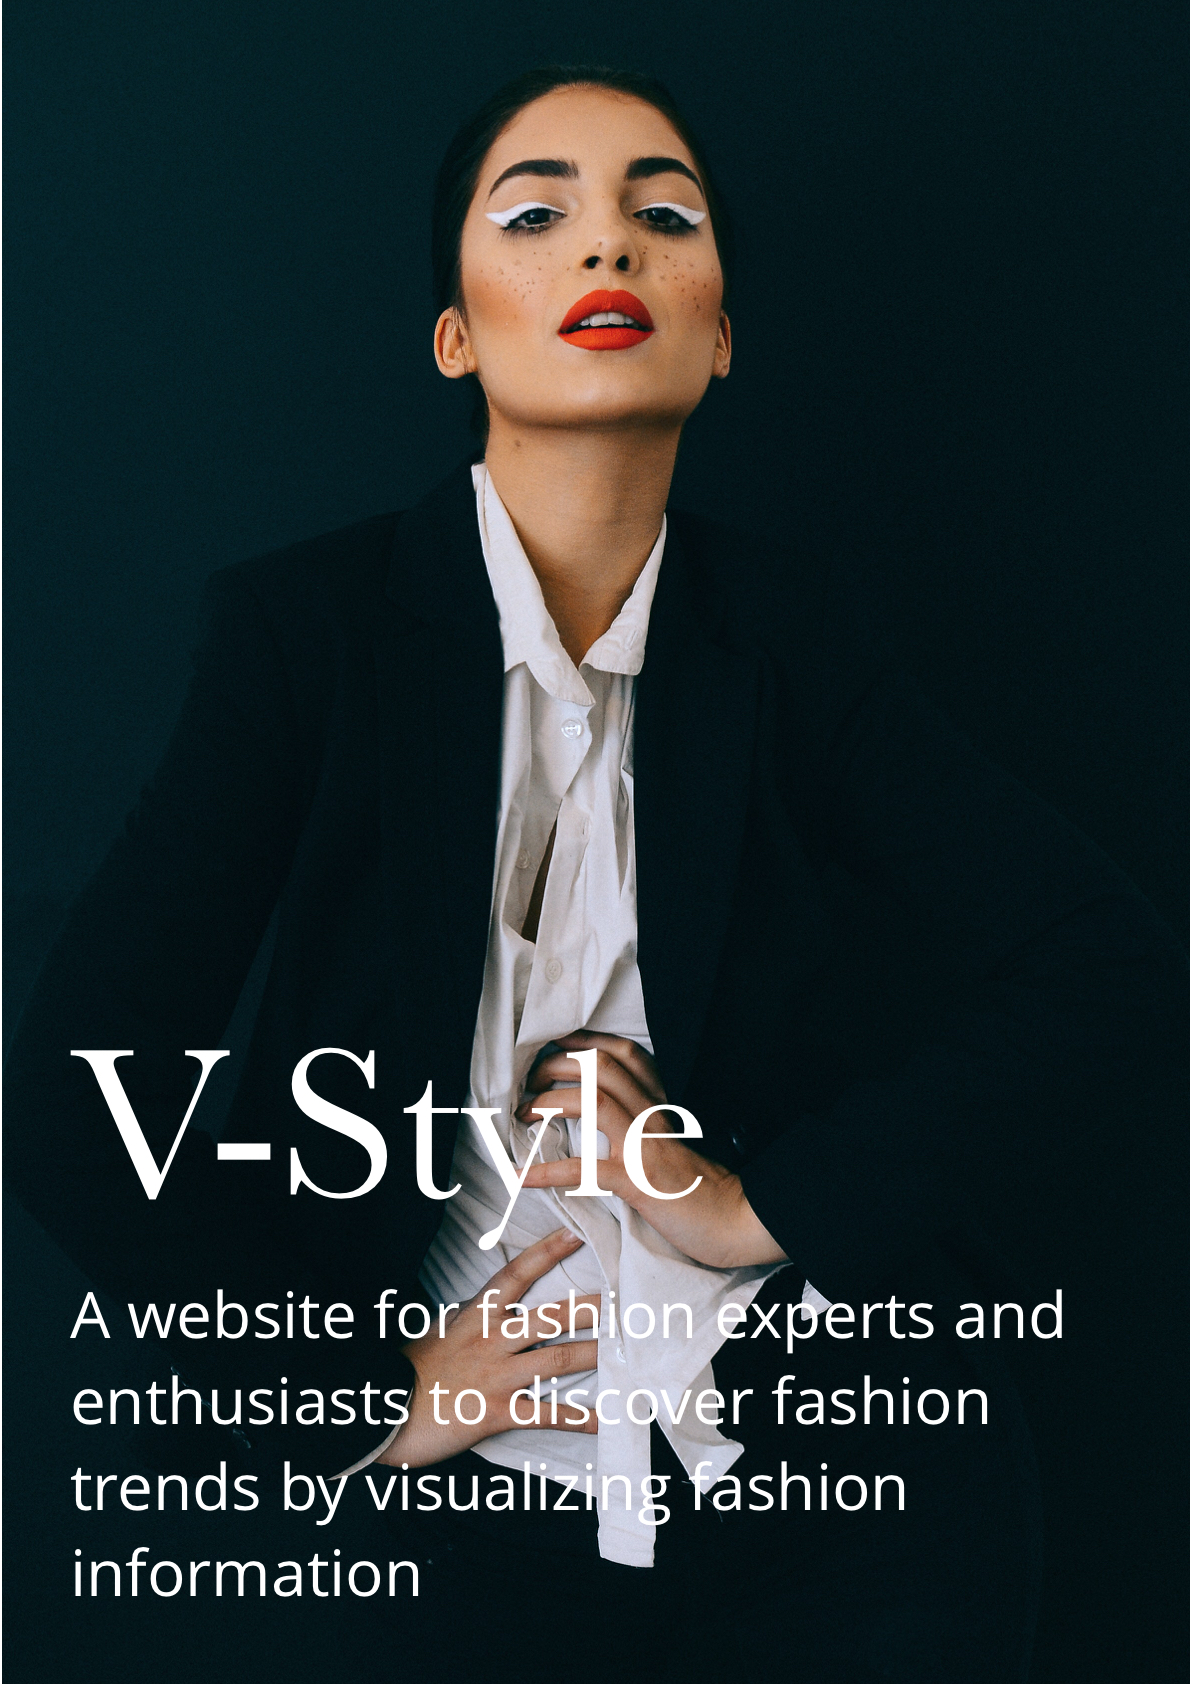 V-Style
A website for fashion experts and
enthusiasts to discover fashion
trends by visualizing fashion
information